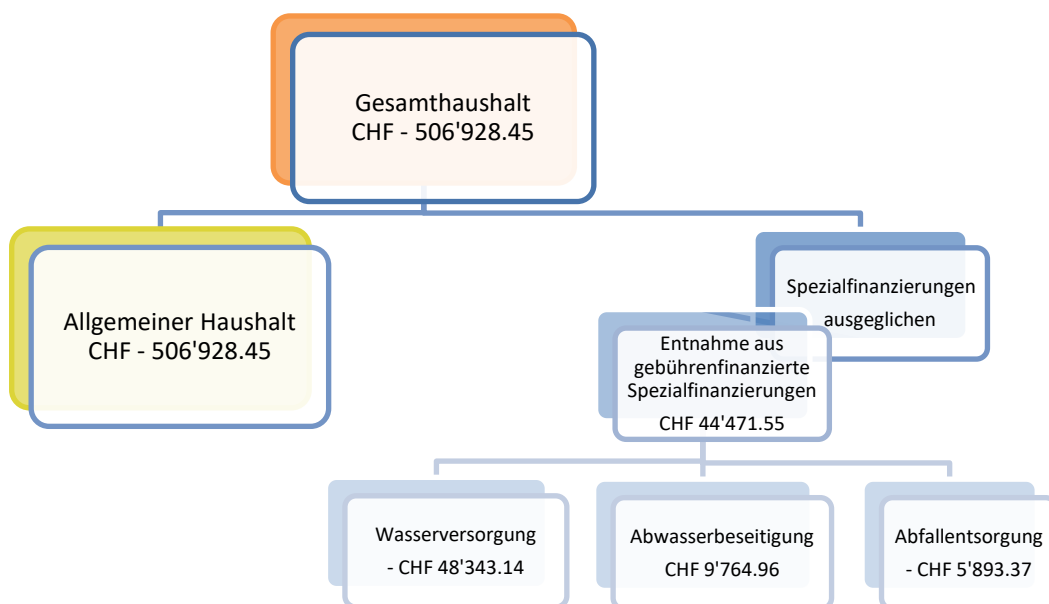 Gesamthaushalt
CHF - 506'928.45
Allgemeiner Haushalt
CHF - 506'928.45
Spezialfinanzierungen
ausgeglichen
Entnahme aus
gebührenfinanzierte
Spezialfinanzierungen
CHF 44'471.55
Wasserversorgung
- CHF 48'343.14
Abwasserbeseitigung
CHF 9'764.96
Abfallentsorgung
- CHF 5'893.37